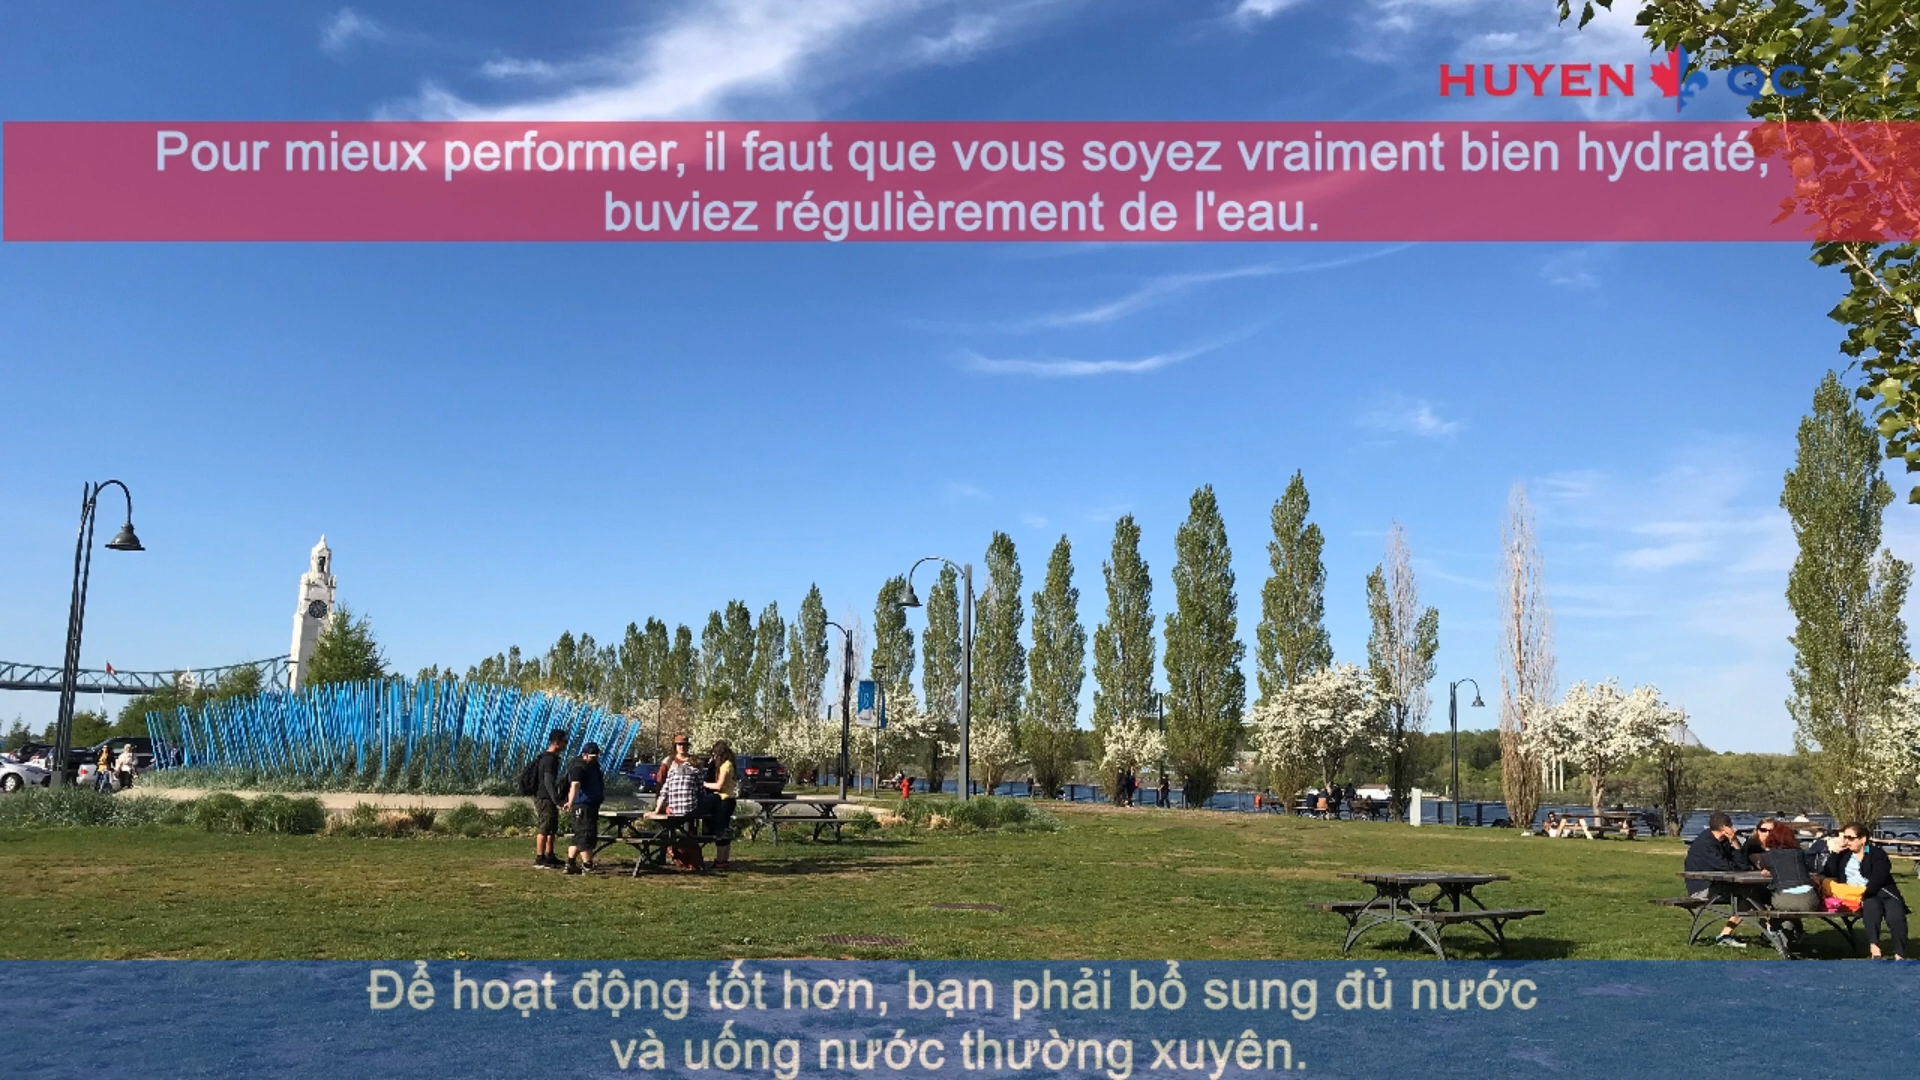 HUYEN QC
Pour mieux performer, il faut que vous soyez vraiment bien hydraté,
buviez régulièrement de l'eau.
Để hoạt động tốt hơn, bạn phải bổ sung đủ nước
và uống nước thường xuyên.